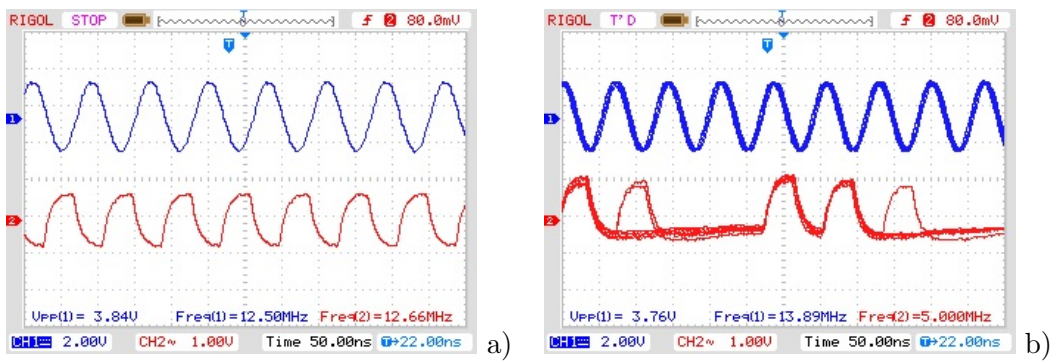 RIGOL STOP T f 2 80.0mV
T
1
2
Vpp(1)= 3.84V Freq(1)=12.50MHz Freq(2)=12.66MHz
CH1 2.00V CH2~ 1.00V Time 50.00ns T→22.00ns
a)
RIGOL T'D T f 2 80.0mV
T
1
2
Vpp(1)= 3.76V Freq(1)=13.89MHz Freq(2)=5.000MHz
CH1 2.00V CH2~ 1.00V Time 50.00ns T→22.00ns
b)